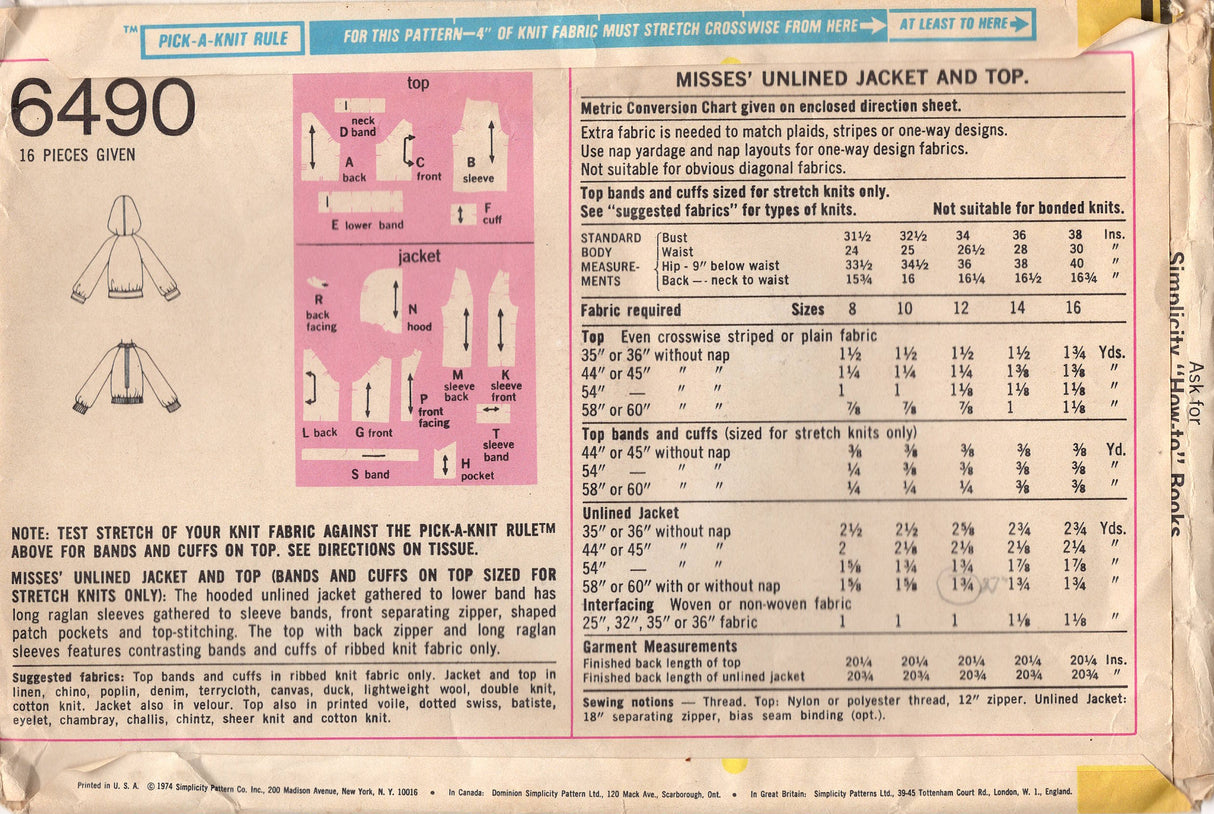 ™ PICK-A-KNIT RULE FOR THIS PATTERN—4" OF KNIT FABRIC MUST STRETCH CROSSWISE FROM HERE → AT LEAST TO HERE →
6490
16 PIECES GIVEN
top
neck
D band
A
back
C
front
B
sleeve
E lower band
F
cuff
jacket
R
back
facing
N
hood
M
sleeve
back
K
sleeve
front
P
front
facing
L back
G front
T
sleeve
band
S band
H
pocket
NOTE: TEST STRETCH OF YOUR KNIT FABRIC AGAINST THE PICK-A-KNIT RULE™
ABOVE FOR BANDS AND CUFFS ON TOP. SEE DIRECTIONS ON TISSUE.
MISSES' UNLINED JACKET AND TOP (BANDS AND CUFFS ON TOP SIZED FOR
STRETCH KNITS ONLY): The hooded unlined jacket gathered to lower band has
long raglan sleeves gathered to sleeve bands, front separating zipper, shaped
patch pockets and top-stitching. The top with back zipper and long raglan
sleeves features contrasting bands and cuffs of ribbed knit fabric only.
Suggested fabrics: Top bands and cuffs in ribbed knit fabric only. Jacket and top in
linen, chino, poplin, denim, terrycloth, canvas, duck, lightweight wool, double knit,
cotton knit. Jacket also in velour. Top also in printed voile, dotted swiss, batiste,
eyelet, chambray, challis, chintz, sheer knit and cotton knit.
MISSES' UNLINED JACKET AND TOP.
Metric Conversion Chart given on enclosed direction sheet.
Extra fabric is needed to match plaids, stripes or one-way designs.
Use nap yardage and nap layouts for one-way design fabrics.
Not suitable for obvious diagonal fabrics.
Top bands and cuffs sized for stretch knits only.
See "suggested fabrics" for types of knits. Not suitable for bonded knits.
STANDARD Bust 31½ 32½ 34 36 38 Ins.
BODY Waist 24 25 26½ 28 30 "
MEASURE- Hip - 9" below waist 33½ 34½ 36 38 40 "
MENTS Back -- neck to waist 15¾ 16 16¼ 16½ 16¾ "
Fabric required Sizes 8 10 12 14 16
Top Even crosswise striped or plain fabric
35" or 36" without nap 1½ 1½ 1½ 1½ 1¾ Yds.
44" or 45" " " 1¼ 1¼ 1¼ 1⅜ 1⅜ "
54" — " " 1 1 1⅛ 1⅛ 1⅛ "
58" or 60" " " ⅞ ⅞ ⅞ 1 1⅛ "
Top bands and cuffs (sized for stretch knits only)
44" or 45" without nap ⅜ ⅜ ⅜ ⅜ ⅜ Yd.
54" — " " ¼ ⅜ ⅜ ⅜ ⅜ "
58" or 60" " " ¼ ¼ ¼ ⅜ ⅜ "
Unlined Jacket
35" or 36" without nap 2½ 2½ 2⅝ 2¾ 2¾ Yds.
44" or 45" " " 2 2⅛ 2⅛ 2⅛ 2¼ "
54" — " " 1⅝ 1¾ 1¾ 1⅞ 1⅞ "
58" or 60" with or without nap 1⅝ 1⅝ 1¾ 1¾ 1¾ "
Interfacing Woven or non-woven fabric
25", 32", 35" or 36" fabric 1 1 1 1⅛ 1⅛ "
Garment Measurements
Finished back length of top 20¼ 20¼ 20¼ 20¼ 20¼ Ins.
Finished back length of unlined jacket 20¾ 20¾ 20¾ 20¾ 20¾ "
Sewing notions — Thread. Top: Nylon or polyester thread, 12" zipper. Unlined Jacket:
18" separating zipper, bias seam binding (opt.).
Ask for
Simplicity "How-to" Books
Printed in U. S. A. © 1974 Simplicity Pattern Co. Inc., 200 Madison Avenue, New York, N. Y. 10016 • In Canada: Dominion Simplicity Pattern Ltd., 120 Mack Ave., Scarborough, Ont. • In Great Britain: Simplicity Patterns Ltd., 39-45 Tottenham Court Rd., London, W. 1., England.